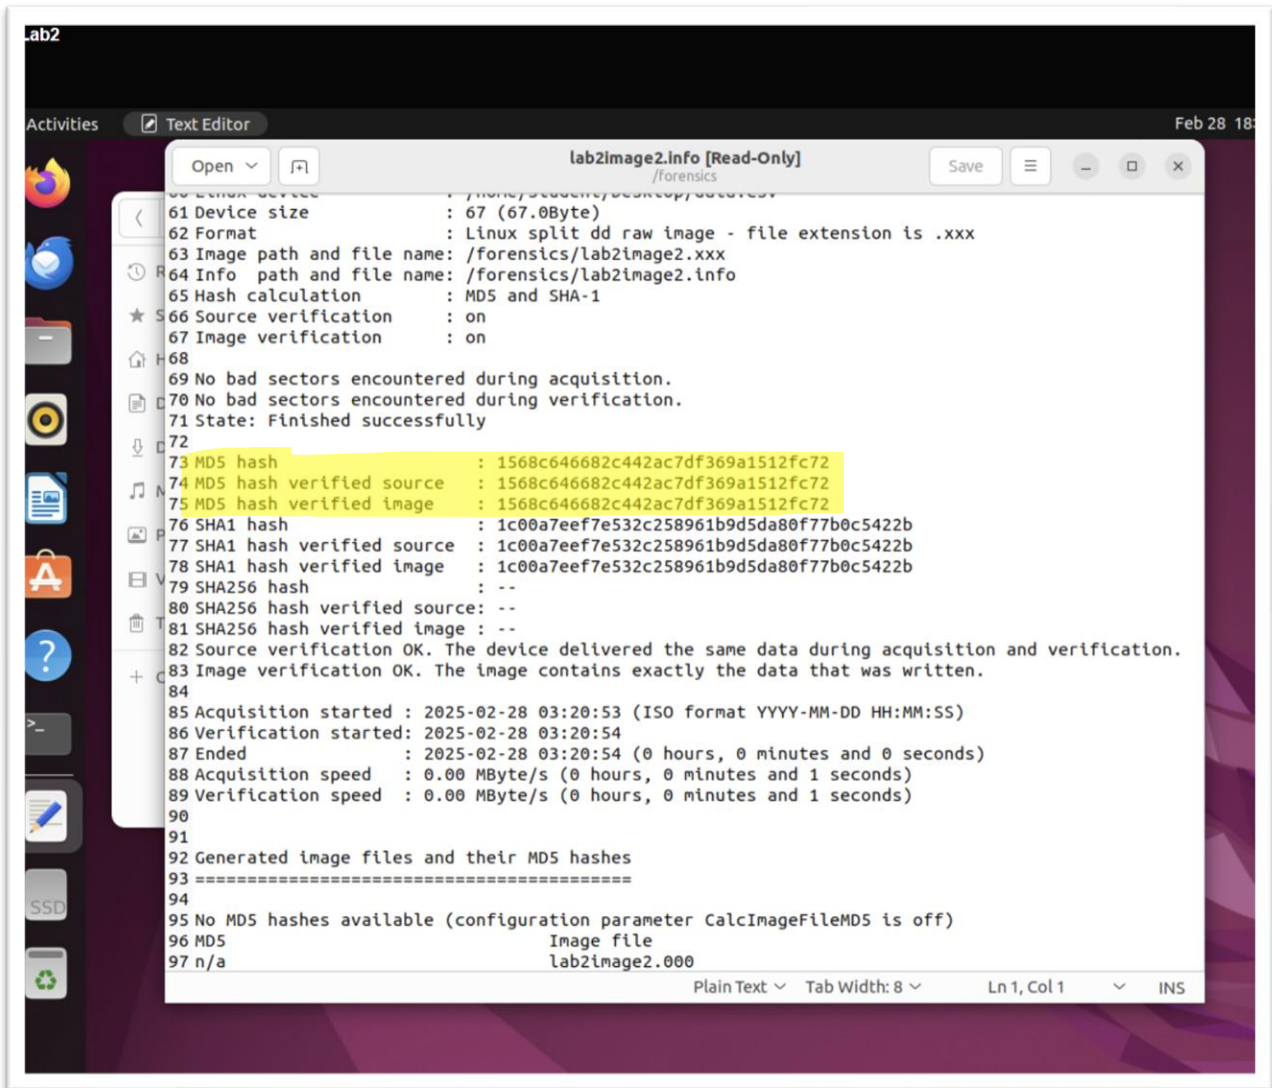 Lab2
Activities
Text Editor
Feb 28 18:
Open
lab2image2.info [Read-Only]
/forensics
Save
61 Device size : 67 (67.0Byte)
62 Format : Linux split dd raw image - file extension is .xxx
63 Image path and file name: /forensics/lab2image2.xxx
64 Info path and file name: /forensics/lab2image2.info
65 Hash calculation : MD5 and SHA-1
66 Source verification : on
67 Image verification : on
68
69 No bad sectors encountered during acquisition.
70 No bad sectors encountered during verification.
71 State: Finished successfully
72
73 MD5 hash : 1568c646682c442ac7df369a1512fc72
74 MD5 hash verified source : 1568c646682c442ac7df369a1512fc72
75 MD5 hash verified image : 1568c646682c442ac7df369a1512fc72
76 SHA1 hash : 1c00a7eef7e532c258961b9d5da80f77b0c5422b
77 SHA1 hash verified source : 1c00a7eef7e532c258961b9d5da80f77b0c5422b
78 SHA1 hash verified image : 1c00a7eef7e532c258961b9d5da80f77b0c5422b
79 SHA256 hash : --
80 SHA256 hash verified source: --
81 SHA256 hash verified image : --
82 Source verification OK. The device delivered the same data during acquisition and verification.
83 Image verification OK. The image contains exactly the data that was written.
84
85 Acquisition started : 2025-02-28 03:20:53 (ISO format YYYY-MM-DD HH:MM:SS)
86 Verification started: 2025-02-28 03:20:54
87 Ended : 2025-02-28 03:20:54 (0 hours, 0 minutes and 0 seconds)
88 Acquisition speed : 0.00 MByte/s (0 hours, 0 minutes and 1 seconds)
89 Verification speed : 0.00 MByte/s (0 hours, 0 minutes and 1 seconds)
90
91
92 Generated image files and their MD5 hashes
93 ==========================================
94
95 No MD5 hashes available (configuration parameter CalcImageFileMD5 is off)
96 MD5 Image file
97 n/a lab2image2.000
Plain Text Tab Width: 8 Ln 1, Col 1 INS
SSD